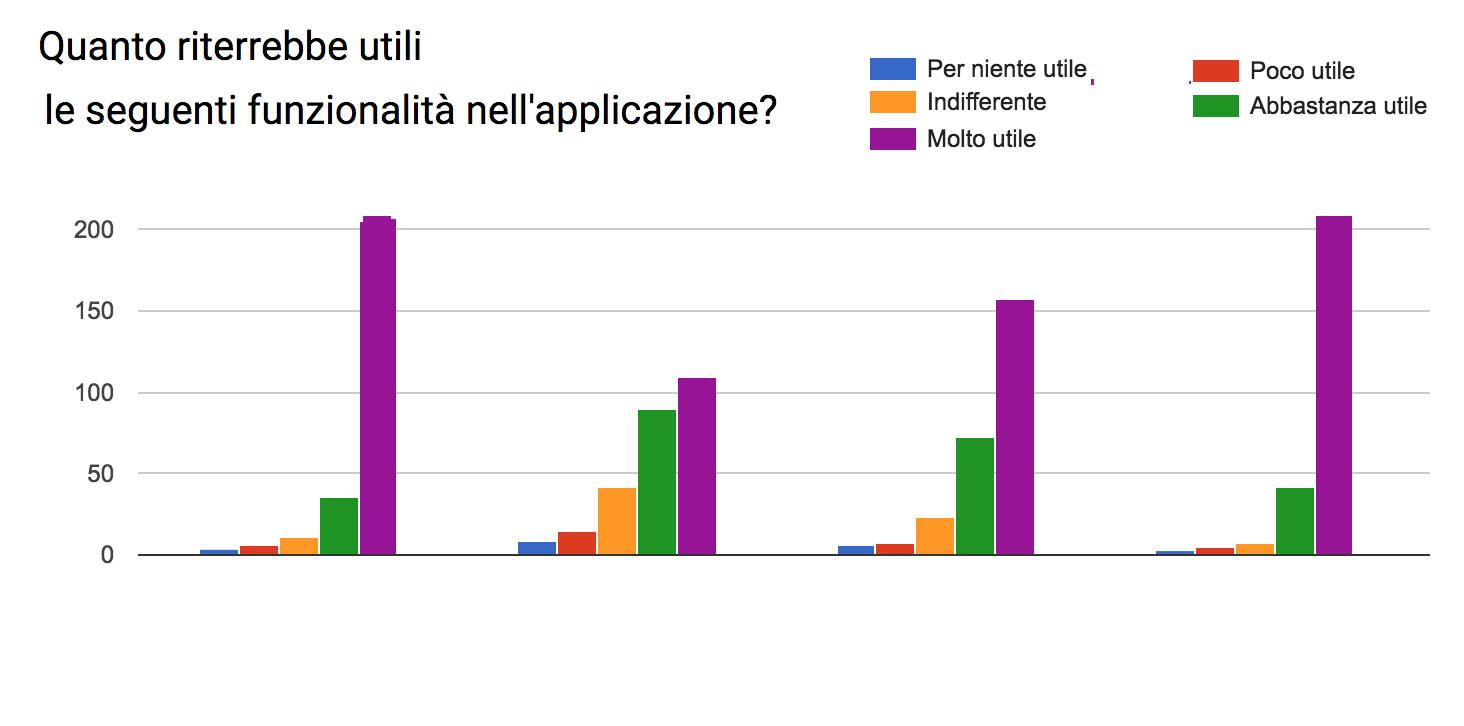 Quanto riterrebbe utili
le seguenti funzionalità nell'applicazione?
Per niente utile
Poco utile
Indifferente
Abbastanza utile
Molto utile
200
150
100
50
0